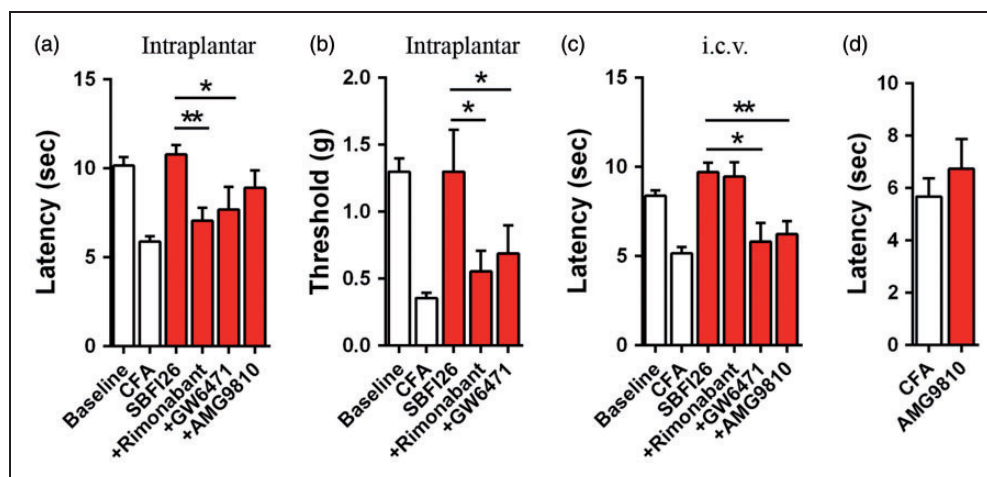 (a) Intraplantar
Latency (sec)
15
10
5
0
** *
Baseline
CFA
SBFI26
+Rimonabant
+GW6471
+AMG9810
(b) Intraplantar
Threshold (g)
2.0
1.5
1.0
0.5
0.0
* *
Baseline
CFA
SBFI26
+Rimonabant
+GW6471
(c) i.c.v.
Latency (sec)
15
10
5
0
* **
Baseline
CFA
SBFI26
+Rimonabant
+GW6471
+AMG9810
(d)
Latency (sec)
10
8
6
4
2
0
CFA
AMG9810